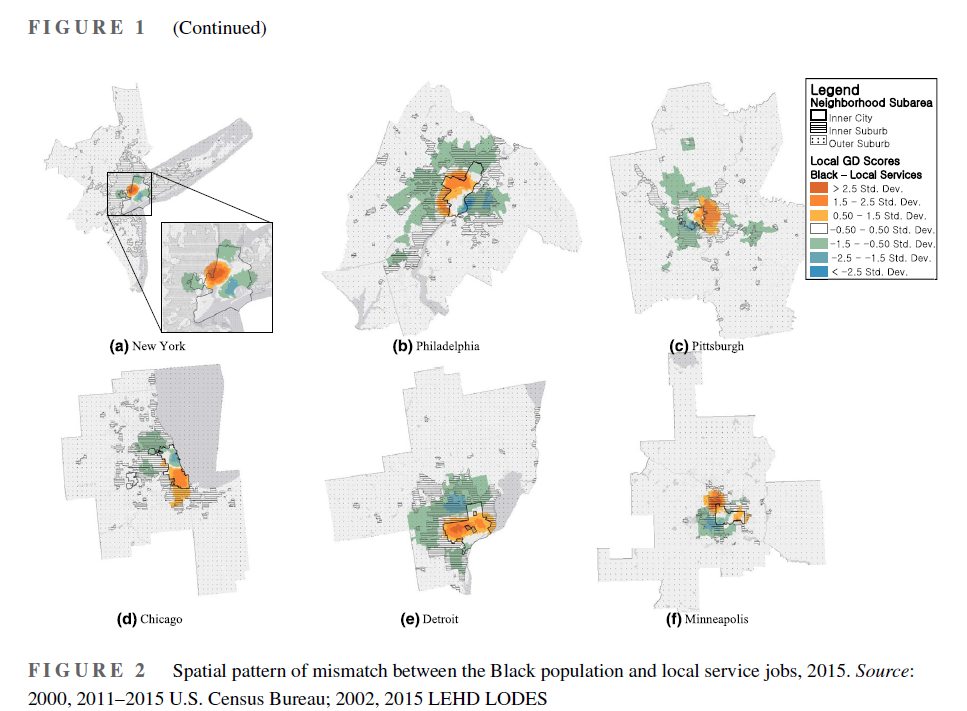 FIGURE 1 (Continued)
Legend
Neighborhood Subarea
Inner City
Inner Suburb
Outer Suburb
Local GD Scores
Black – Local Services
> 2.5 Std. Dev.
1.5 – 2.5 Std. Dev.
0.50 – 1.5 Std. Dev.
-0.50 – 0.50 Std. Dev.
-1.5 – -0.50 Std. Dev.
-2.5 – -1.5 Std. Dev.
< -2.5 Std. Dev.
(a) New York
(b) Philadelphia
(c) Pittsburgh
(d) Chicago
(e) Detroit
(f) Minneapolis
FIGURE 2 Spatial pattern of mismatch between the Black population and local service jobs, 2015. Source:
2000, 2011–2015 U.S. Census Bureau; 2002, 2015 LEHD LODES